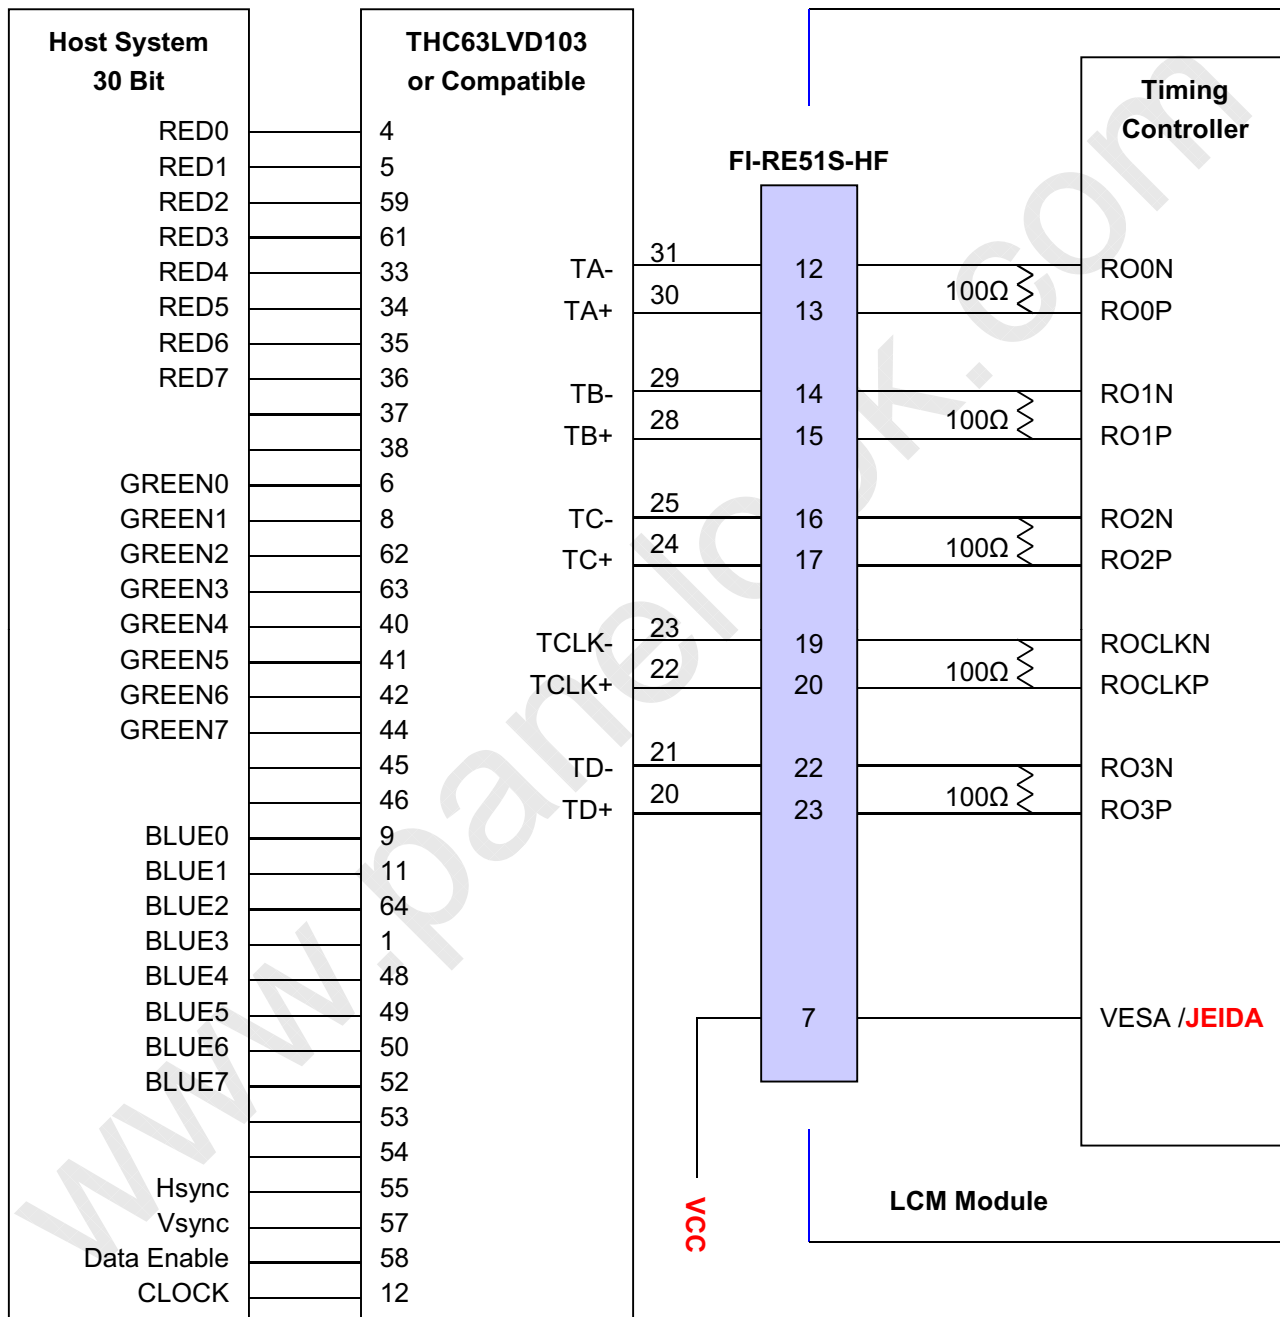 Host System
30 Bit
RED0
RED1
RED2
RED3
RED4
RED5
RED6
RED7
GREEN0
GREEN1
GREEN2
GREEN3
GREEN4
GREEN5
GREEN6
GREEN7
BLUE0
BLUE1
BLUE2
BLUE3
BLUE4
BLUE5
BLUE6
BLUE7
Hsync
Vsync
Data Enable
CLOCK
THC63LVD103
or Compatible
4
5
59
61
33
34
35
36
37
38
6
8
62
63
40
41
42
44
45
46
9
11
64
1
48
49
50
52
53
54
55
57
58
12
TA- 31
TA+ 30
TB- 29
TB+ 28
TC- 25
TC+ 24
TCLK- 23
TCLK+ 22
TD- 21
TD+ 20
FI-RE51S-HF
12
13
14
15
16
17
19
20
22
23
7
VCC
100Ω
100Ω
100Ω
100Ω
100Ω
Timing
Controller
RO0N
RO0P
RO1N
RO1P
RO2N
RO2P
ROCLKN
ROCLKP
RO3N
RO3P
VESA /JEIDA
LCM Module
www.panelook.com